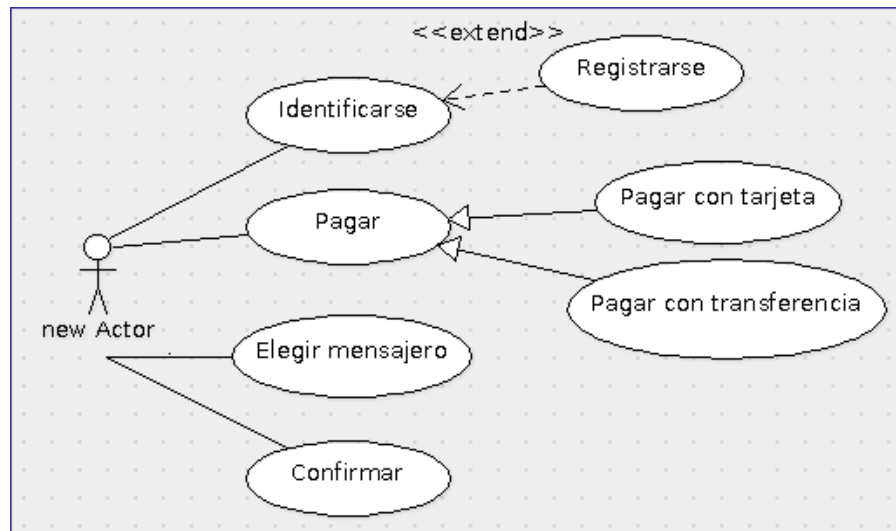 <<extend>>
Registrarse
Identificarse
Pagar con tarjeta
Pagar
Pagar con transferencia
new Actor
Elegir mensajero
Confirmar